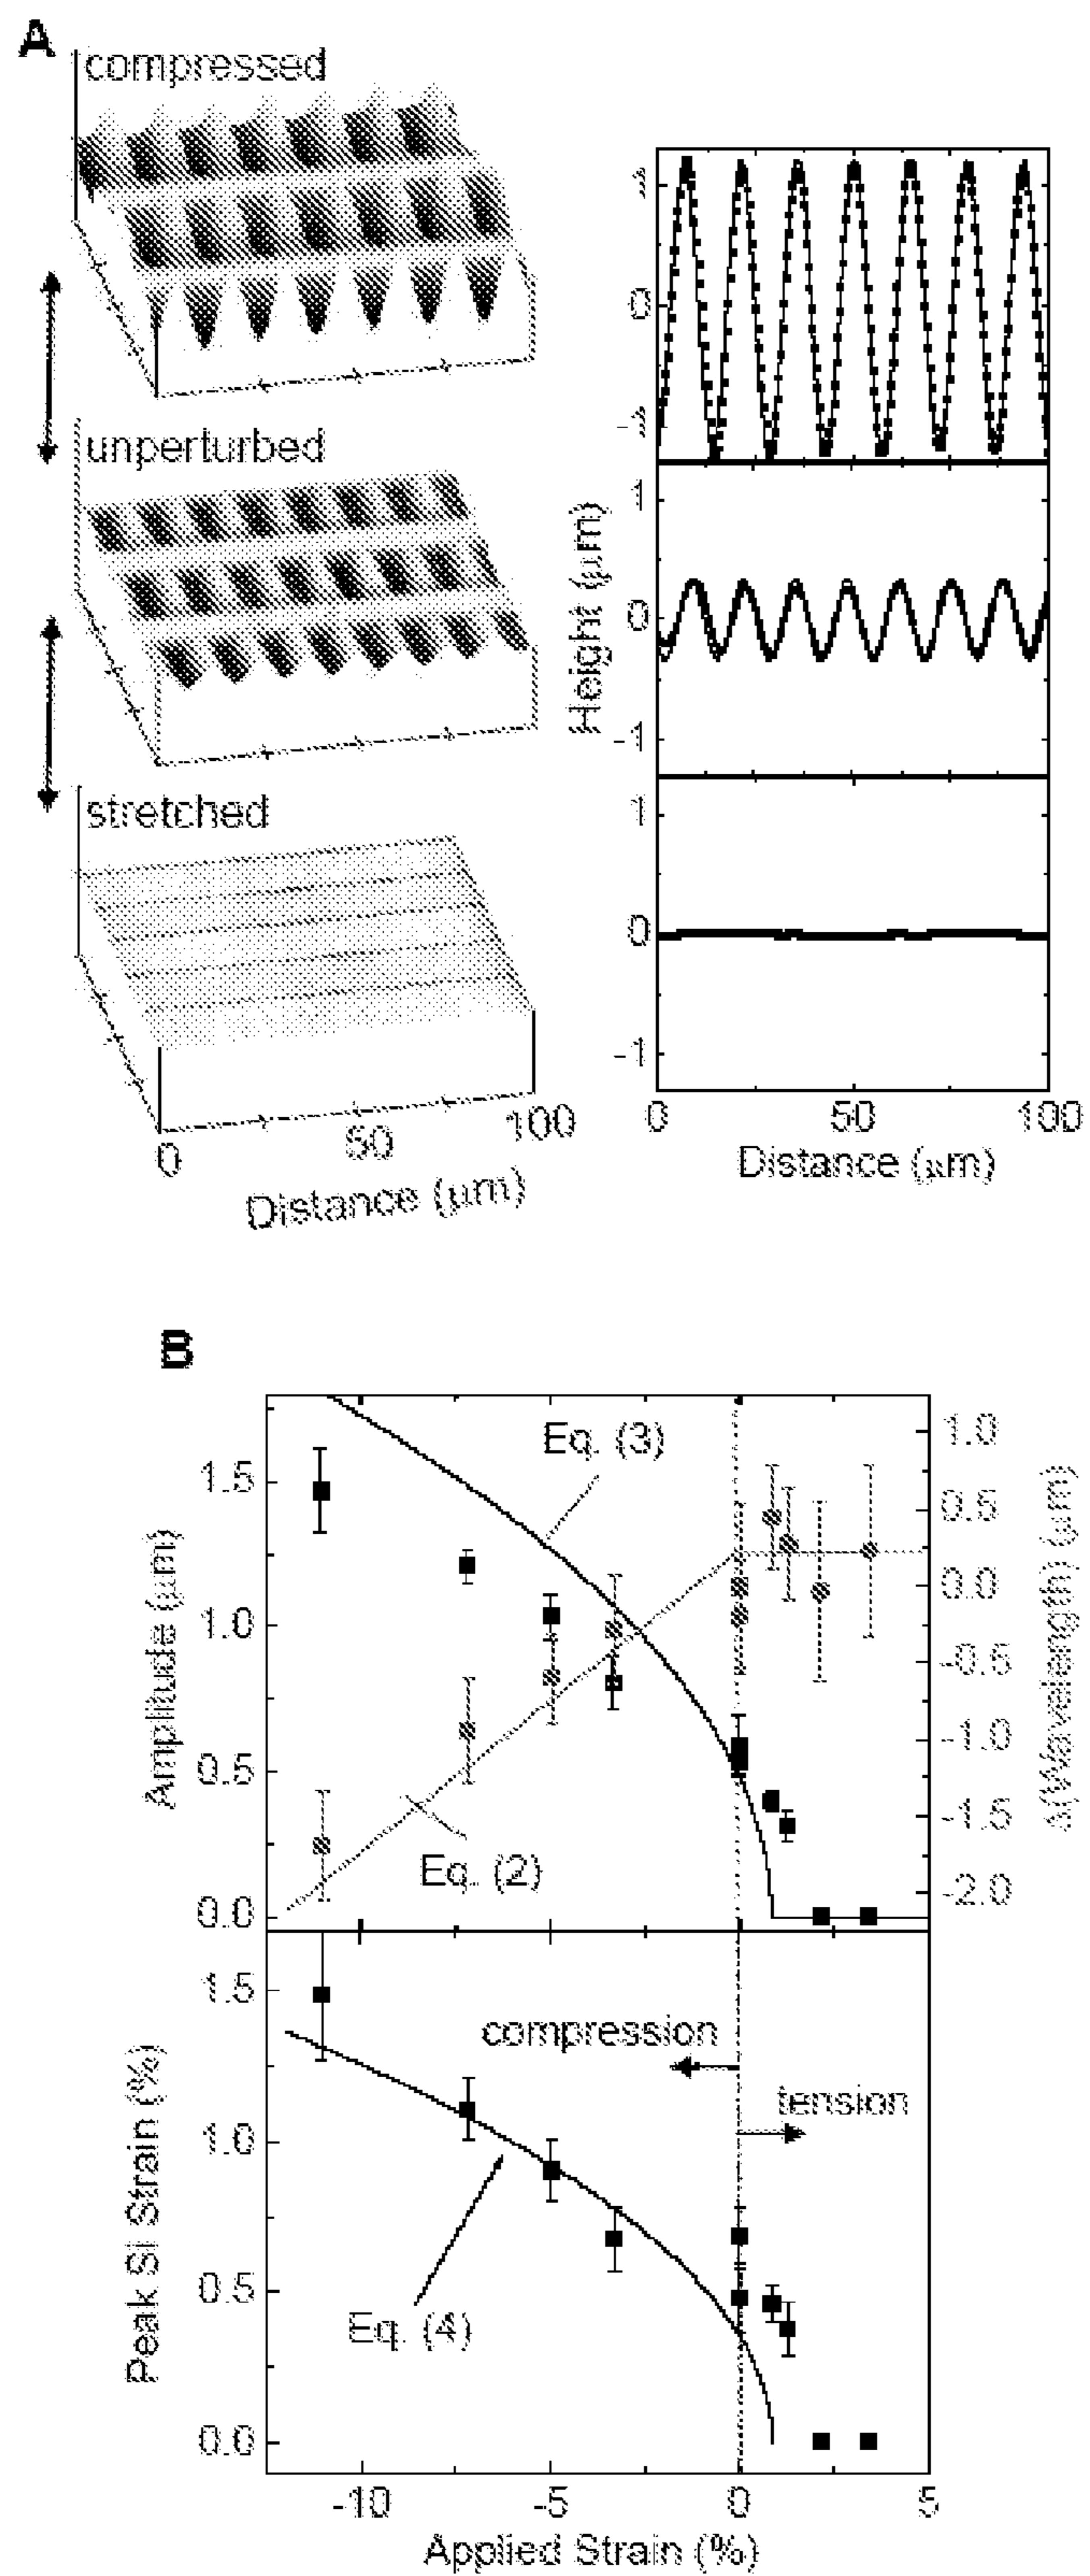 A
compressed
unperturbed
stretched
0 50 100
Distance (μm)
Height (μm)
0
1
0
-1
1
0
-1
0 50 100
Distance (μm)
B
Eq. (3)
Eq. (2)
Amplitude (μm)
1.5
1.0
0.5
0.0
1.0
0.5
0.0
-0.5
-1.0
-1.5
-2.0
Δ(Wavelength) (μm)
compression
tension
Eq. (4)
Peak Si Strain (%)
1.5
1.0
0.5
0.0
-10 -5 0 5
Applied Strain (%)